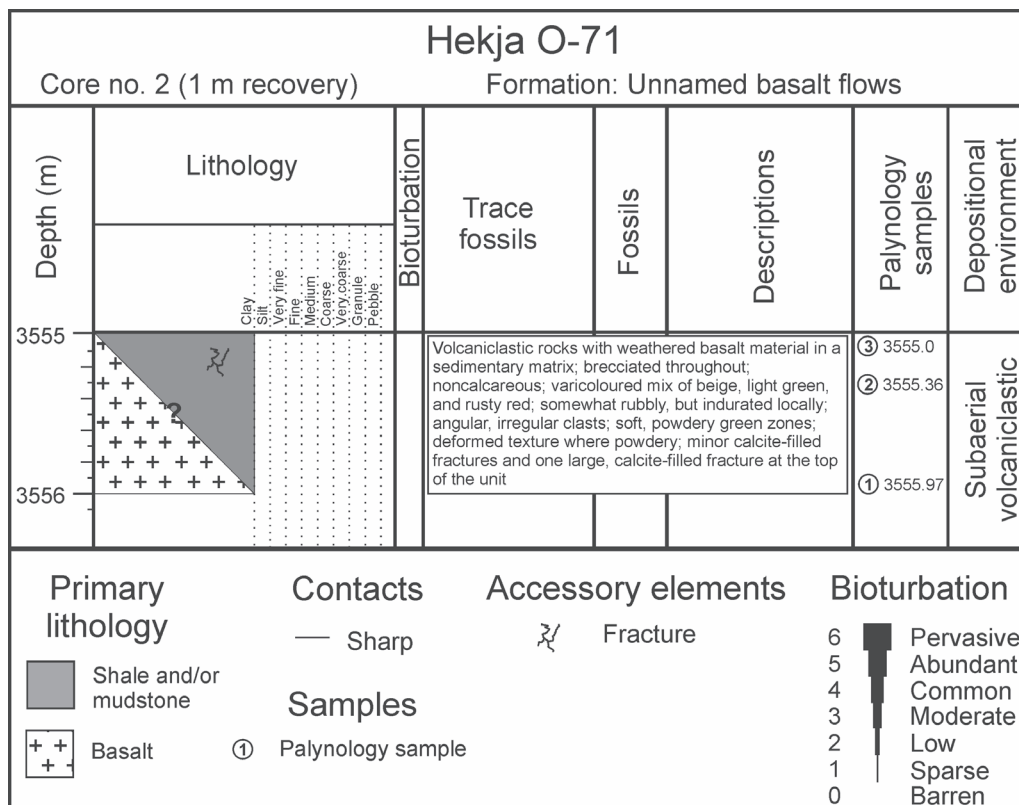 Hekja O-71
Core no. 2 (1 m recovery)
Formation: Unnamed basalt flows
Depth (m)
Lithology
Bioturbation
Trace
fossils
Fossils
Descriptions
Palynology
samples
Depositional
environment
Clay
Silt
Very fine
Fine
Medium
Coarse
Very coarse
Granule
Pebble
3555
3556
?
Volcaniclastic rocks with weathered basalt material in a
sedimentary matrix; brecciated throughout;
noncalcareous; varicoloured mix of beige, light green,
and rusty red; somewhat rubbly, but indurated locally;
angular, irregular clasts; soft, powdery green zones;
deformed texture where powdery; minor calcite-filled
fractures and one large, calcite-filled fracture at the top
of the unit
3 3555.0
2 3555.36
1 3555.97
Subaerial
volcaniclastic
Primary
lithology
Shale and/or
mudstone
Basalt
Contacts
Sharp
Samples
1 Palynology sample
Accessory elements
Fracture
Bioturbation
6 Pervasive
5 Abundant
4 Common
3 Moderate
2 Low
1 Sparse
0 Barren